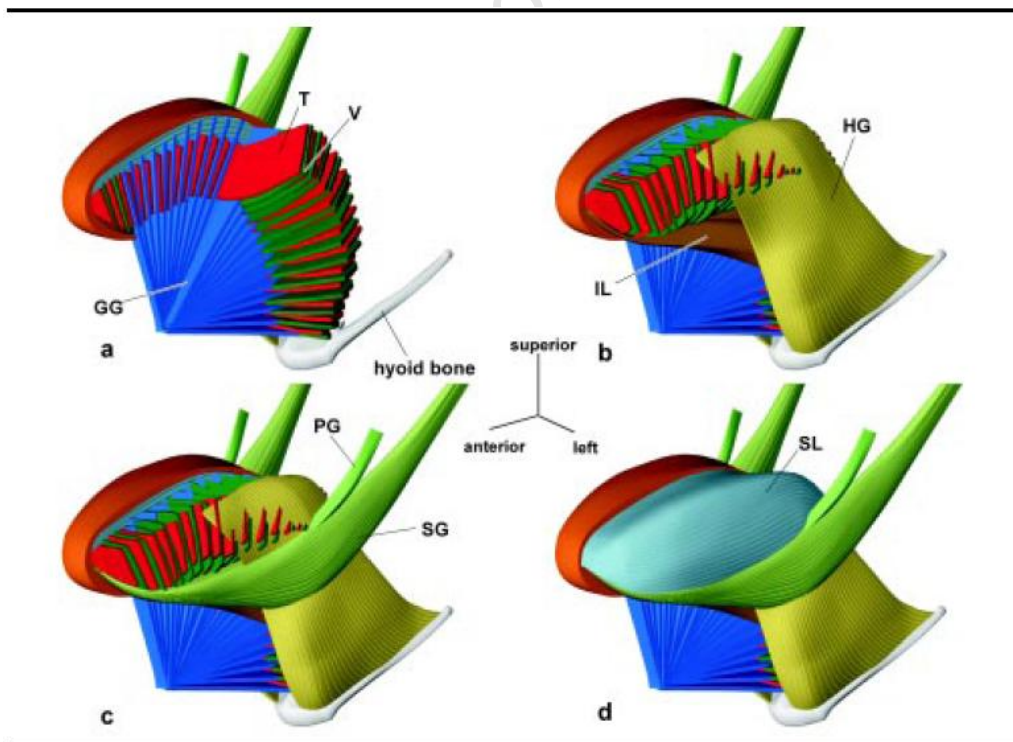 T
V
GG
a
hyoid bone
HG
IL
b
superior
anterior
left
PG
SG
c
SL
d